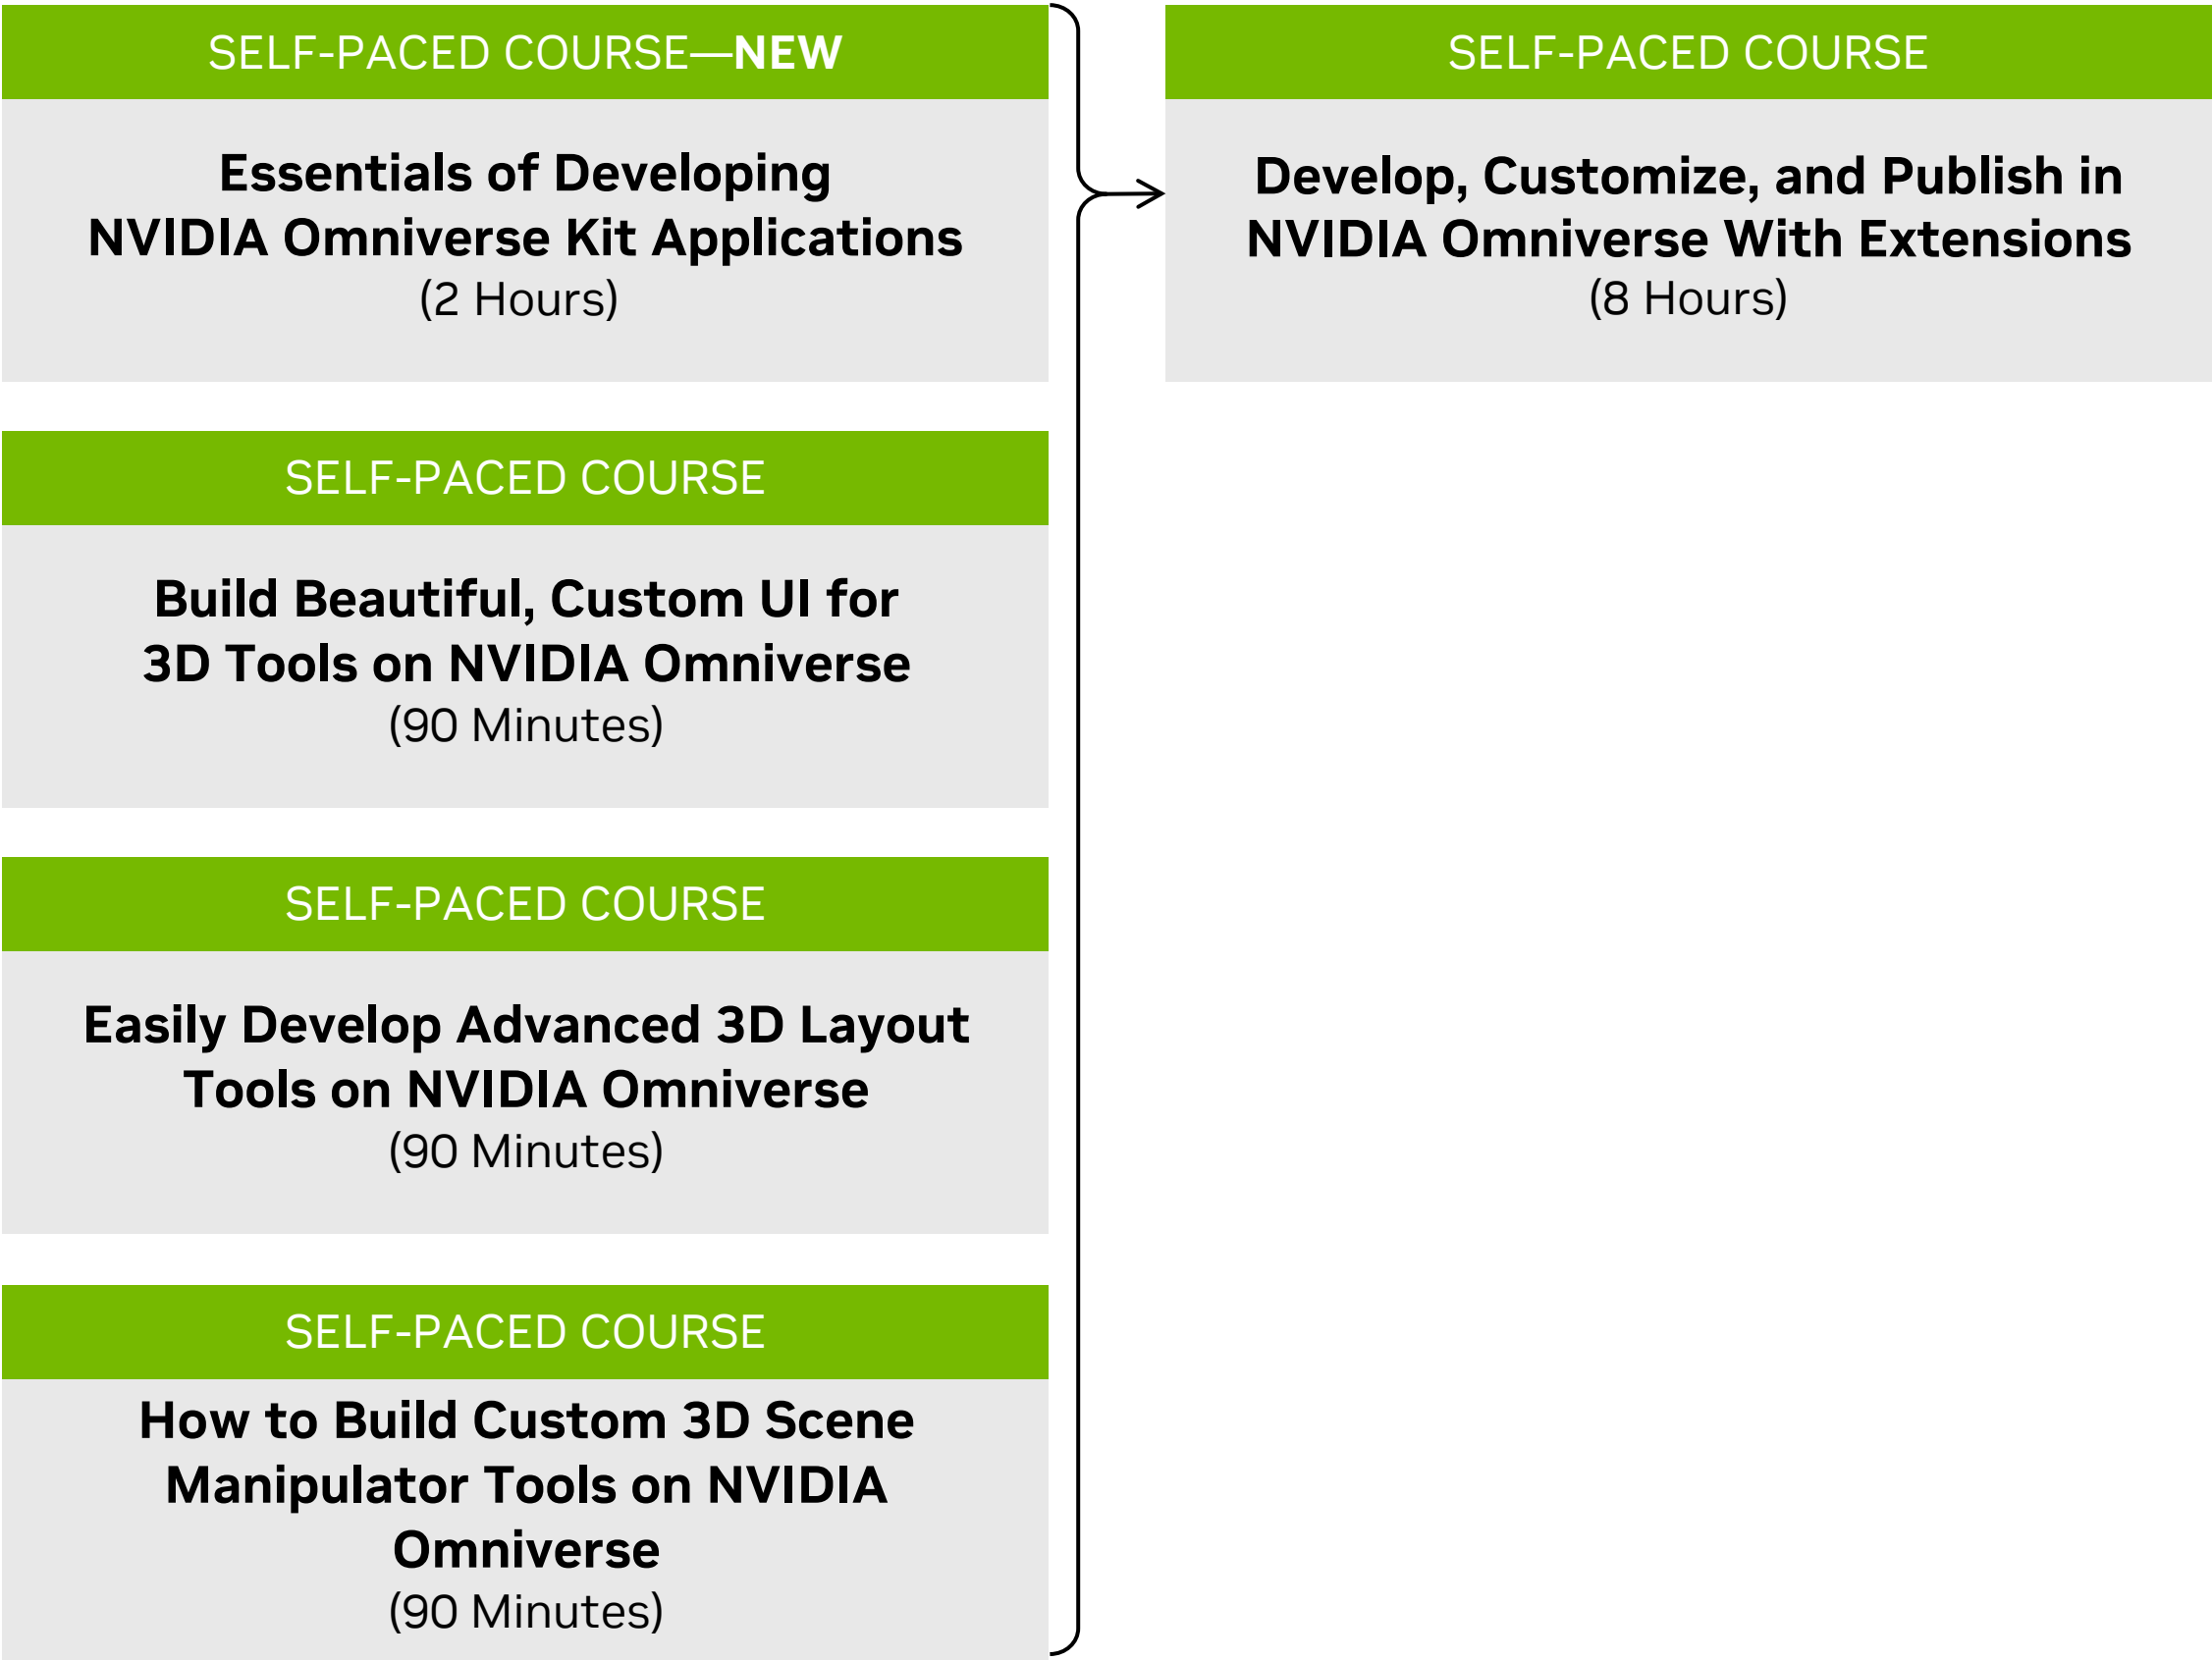 SELF-PACED COURSE—NEW
Essentials of Developing
NVIDIA Omniverse Kit Applications
(2 Hours)
SELF-PACED COURSE
Build Beautiful, Custom UI for
3D Tools on NVIDIA Omniverse
(90 Minutes)
SELF-PACED COURSE
Easily Develop Advanced 3D Layout
Tools on NVIDIA Omniverse
(90 Minutes)
SELF-PACED COURSE
How to Build Custom 3D Scene
Manipulator Tools on NVIDIA
Omniverse
(90 Minutes)
SELF-PACED COURSE
Develop, Customize, and Publish in
NVIDIA Omniverse With Extensions
(8 Hours)